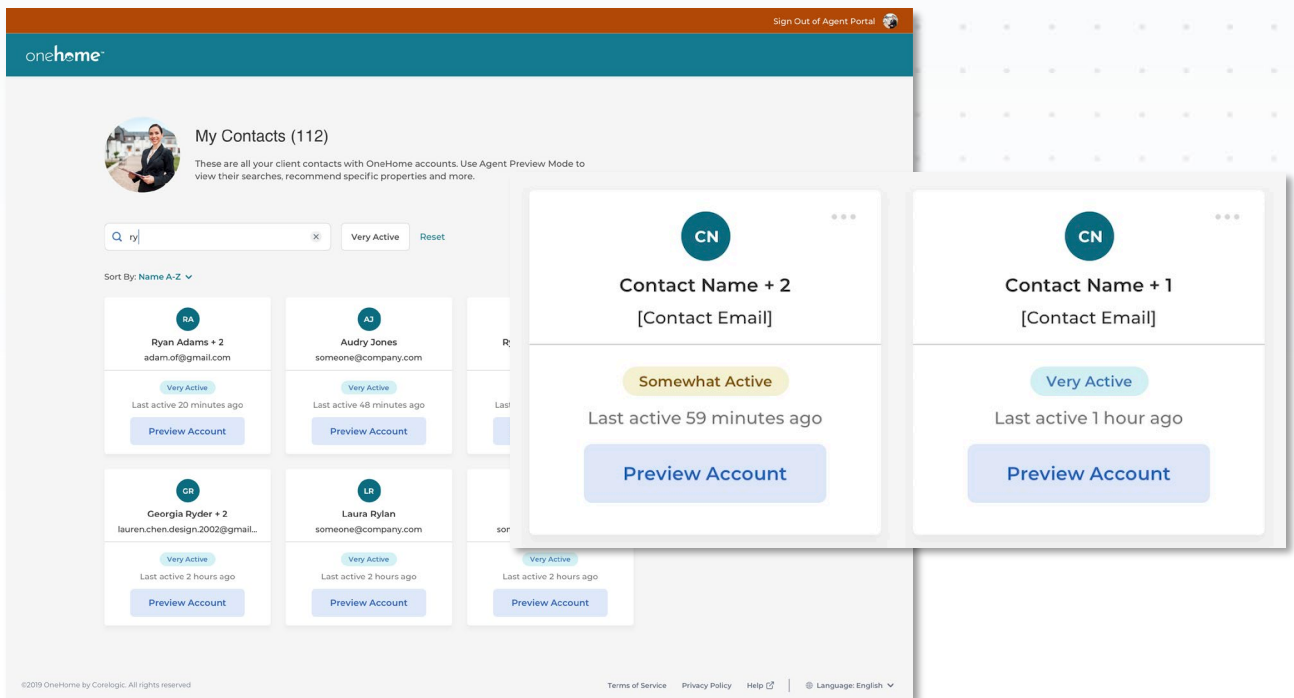 Sign Out of Agent Portal
onehome
My Contacts (112)
These are all your client contacts with OneHome accounts. Use Agent Preview Mode to
view their searches, recommend specific properties and more.
ry
Very Active
Reset
Sort By: Name A-Z
RA
Ryan Adams + 2
adam.of@gmail.com
Very Active
Last active 20 minutes ago
Preview Account
AJ
Audry Jones
someone@company.com
Very Active
Last active 48 minutes ago
Preview Account
GR
Georgia Ryder + 2
lauren.chen.design.2002@gmail...
Very Active
Last active 2 hours ago
Preview Account
LR
Laura Rylan
someone@company.com
Very Active
Last active 2 hours ago
Preview Account
Very Active
Last active 2 hours ago
Preview Account
CN
Contact Name + 2
[Contact Email]
Somewhat Active
Last active 59 minutes ago
Preview Account
CN
Contact Name + 1
[Contact Email]
Very Active
Last active 1 hour ago
Preview Account
©2019 OneHome by Corelogic. All rights reserved
Terms of Service
Privacy Policy
Help
Language: English